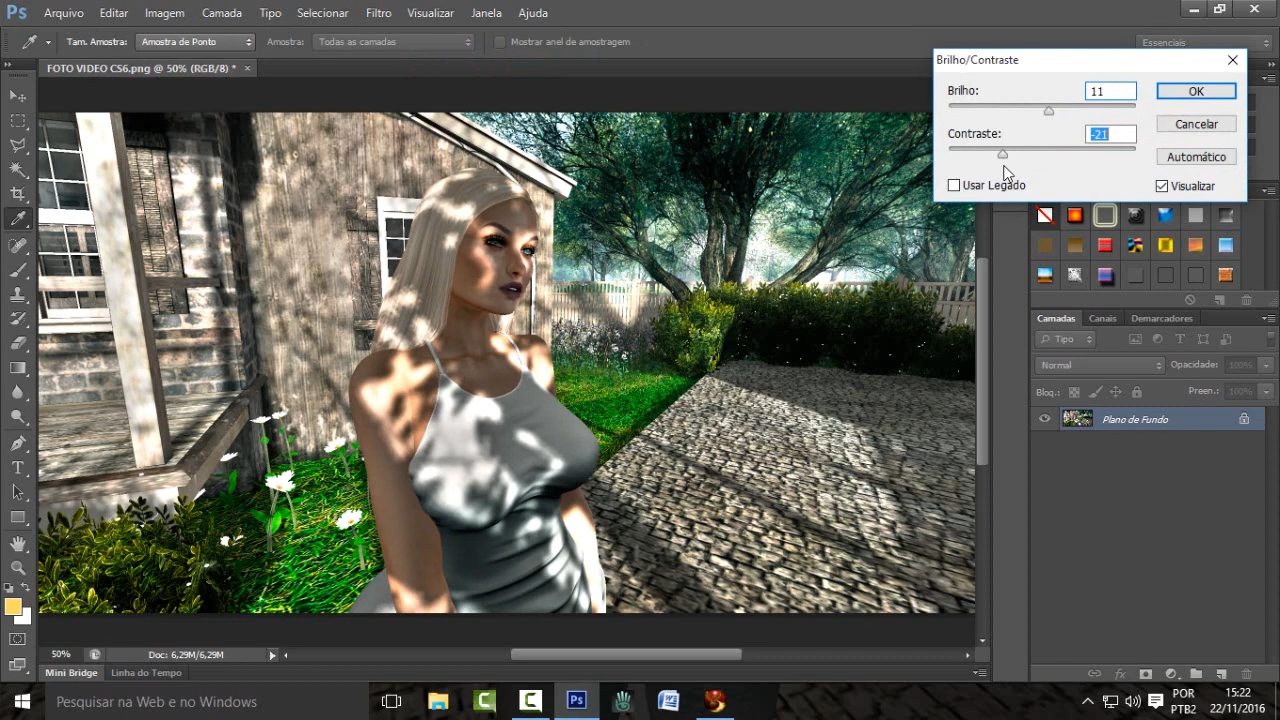 Ps Arquivo Editar Imagem Camada Tipo Selecionar Filtro Visualizar Janela Ajuda
Tam. Amostra: Amostra de Ponto Amostra: Todas as camadas Mostrar anel de amostragem Essenciais
FOTO VIDEO CS6.png @ 50% (RGB/8) * ×
Brilho/Contraste
Brilho: 11 OK
Contraste: -21 Cancelar
Automático
Usar Legado Visualizar
Camadas Canais Demarcadores
Tipo
Normal Opacidade: 100%
Bloq.: Preen.: 100%
Plano de Fundo
50% Doc: 6,29M/6,29M
Mini Bridge Linha do Tempo
Pesquisar na Web e no Windows
POR 15:22
PTB2 22/11/2016